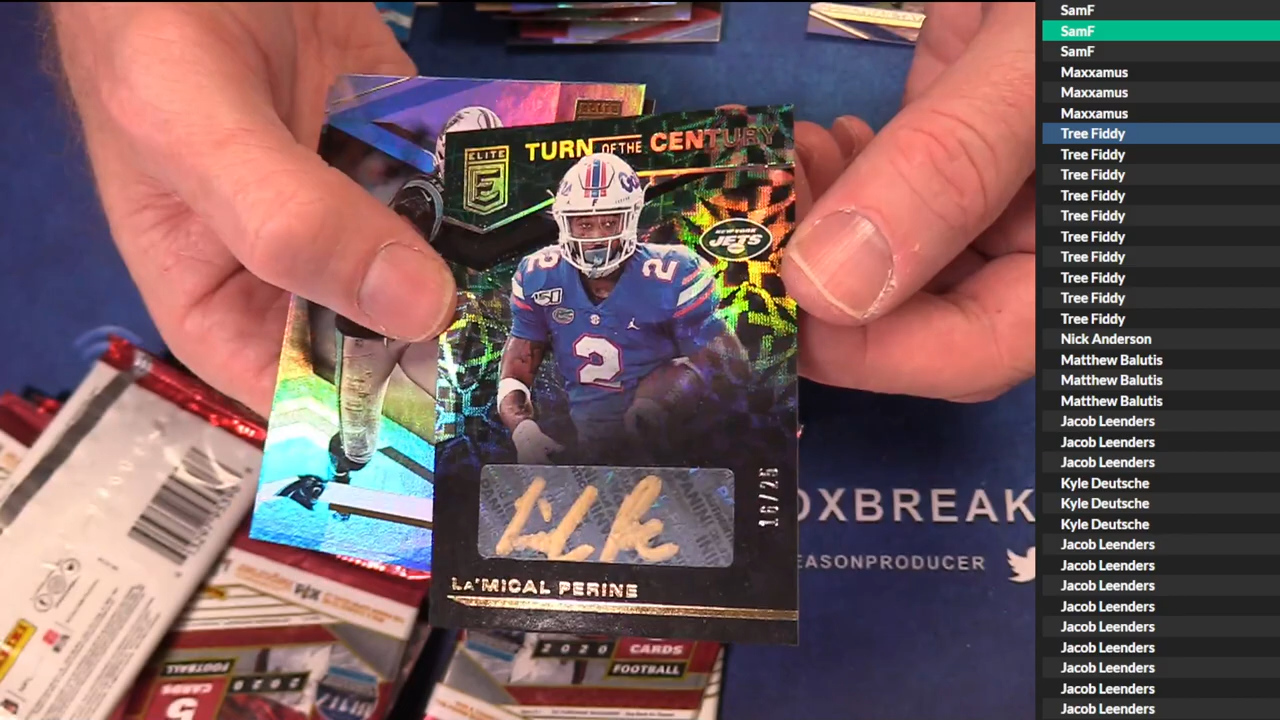 ELITE
E
TURN OF THE CENTURY
NEW YORK
JETS
2
2
150
2
16/25
LA'MICAL PERINE
OXBREAK
EASONPRODUCER
2020
CARDS
FOOTBALL
FOOTBALL
2020
CARDS
5
SamF
SamF
SamF
Maxxamus
Maxxamus
Maxxamus
Tree Fiddy
Tree Fiddy
Tree Fiddy
Tree Fiddy
Tree Fiddy
Tree Fiddy
Tree Fiddy
Tree Fiddy
Tree Fiddy
Tree Fiddy
Nick Anderson
Matthew Balutis
Matthew Balutis
Matthew Balutis
Jacob Leenders
Jacob Leenders
Jacob Leenders
Kyle Deutsche
Kyle Deutsche
Kyle Deutsche
Jacob Leenders
Jacob Leenders
Jacob Leenders
Jacob Leenders
Jacob Leenders
Jacob Leenders
Jacob Leenders
Jacob Leenders
Jacob Leenders